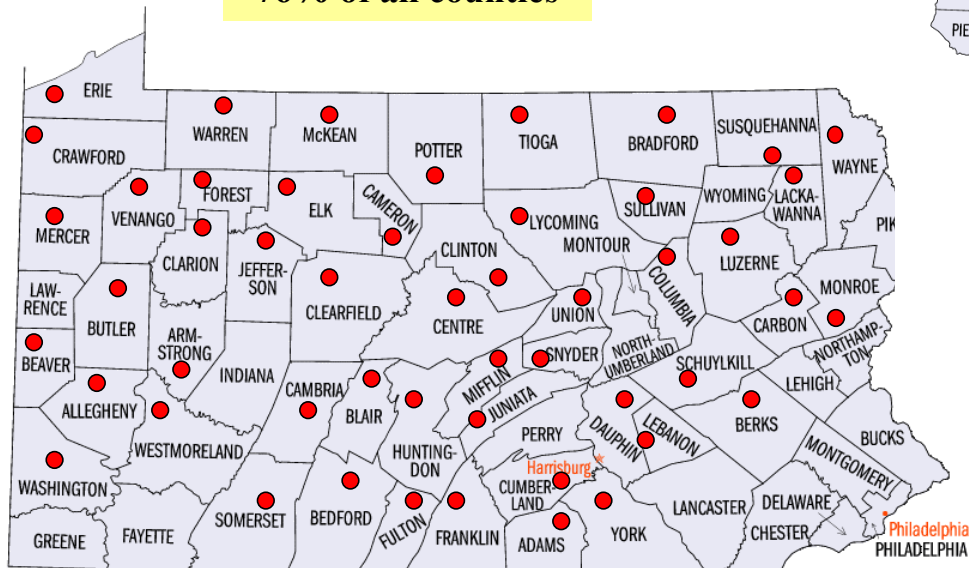 PIE
ERIE
WARREN
McKEAN
POTTER
TIOGA
BRADFORD
SUSQUEHANNA
WAYNE
CRAWFORD
FOREST
ELK
CAMERON
VENANGO
MERCER
CLARION
JEFFER-
SON
CLINTON
LYCOMING
MONTOUR
SULLIVAN
WYOMING
LACKA-
WANNA
PIK
LUZERNE
COLUMBIA
MONROE
LAW-
RENCE
BUTLER
CLEARFIELD
CENTRE
UNION
CARBON
ARM-
STRONG
BEAVER
INDIANA
SNYDER
NORTH-
UMBERLAND
SCHUYLKILL
NORTHAMP-
TON
LEHIGH
ALLEGHENY
CAMBRIA
BLAIR
MIFFLIN
JUNIATA
WESTMORELAND
HUNTING-
DON
PERRY
DAUPHIN
LEBANON
BERKS
BUCKS
MONTGOMERY
Harrisburg
WASHINGTON
SOMERSET
BEDFORD
FULTON
FRANKLIN
CUMBER-
LAND
ADAMS
YORK
LANCASTER
DELAWARE
CHESTER
GREENE
FAYETTE
Philadelphia
PHILADELPHIA